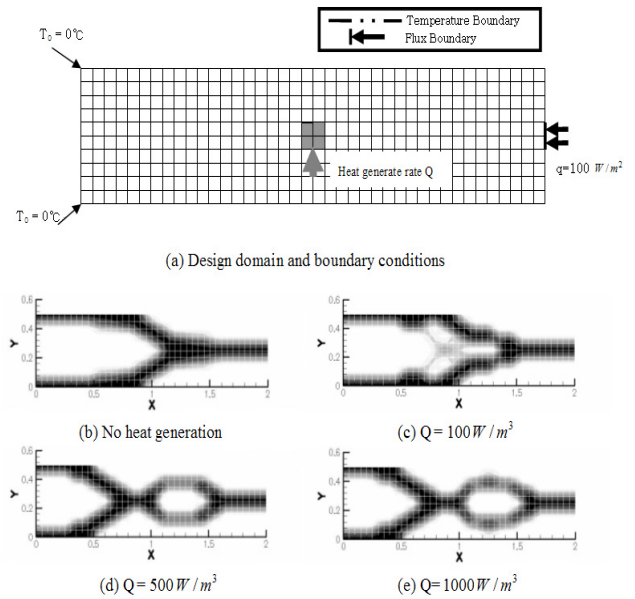 T₀ = 0℃
Temperature Boundary
Flux Boundary
Heat generate rate Q
q=100 W/m²
T₀ = 0℃
(a) Design domain and boundary conditions
0.6
0.4
Y
0.2
0
0 0.5 1 1.5 2
X
(b) No heat generation
0.6
0.4
Y
0.2
0
0 0.5 1 1.5 2
X
(c) Q = 100W/m³
0.6
0.4
Y
0.2
0
0 0.5 1 1.5 2
X
(d) Q = 500W/m³
0.6
0.4
Y
0.2
0
0 0.5 1 1.5 2
X
(e) Q = 1000W/m³